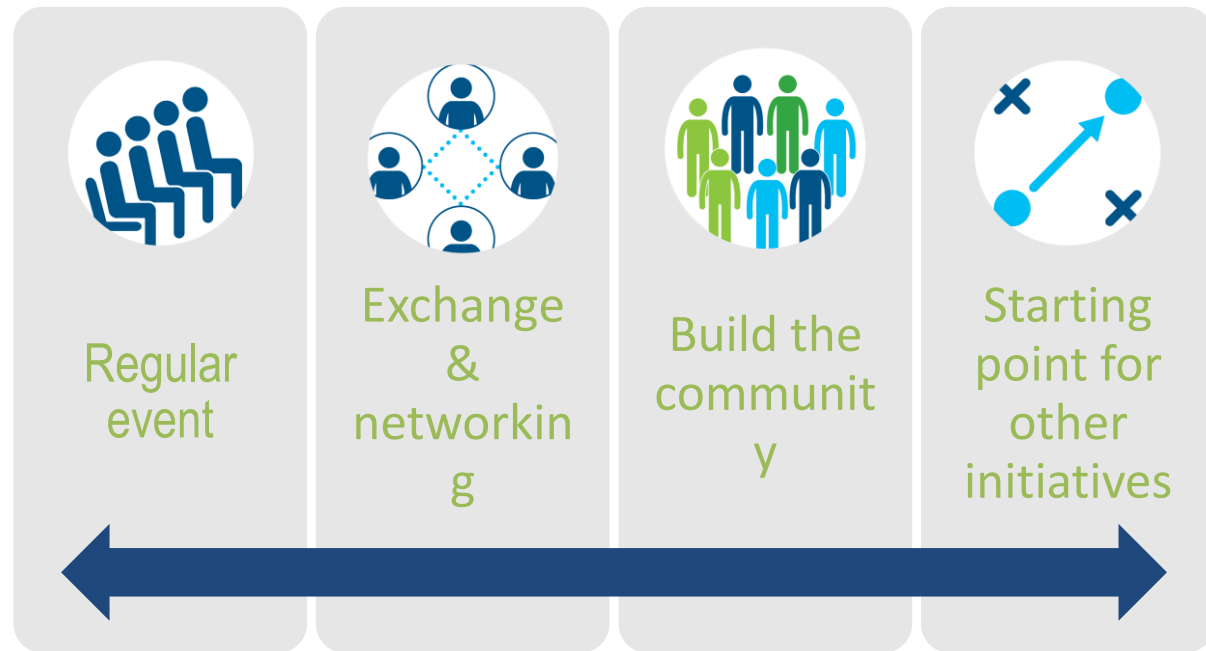 Regular
event
Exchange
&
networkin
g
Build the
communit
y
Starting
point for
other
initiatives